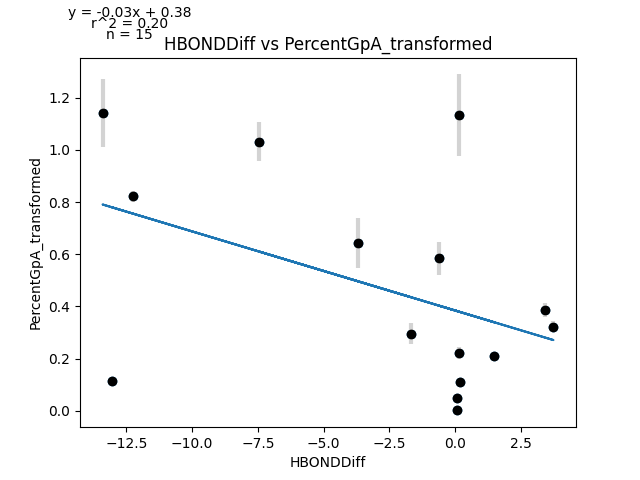 y = -0.03x + 0.38
r^2 = 0.20
n = 15
HBONDDiff vs PercentGpA_transformed
PercentGpA_transformed
1.2
1.0
0.8
0.6
0.4
0.2
0.0
−12.5 −10.0 −7.5 −5.0 −2.5 0.0 2.5
HBONDDiff